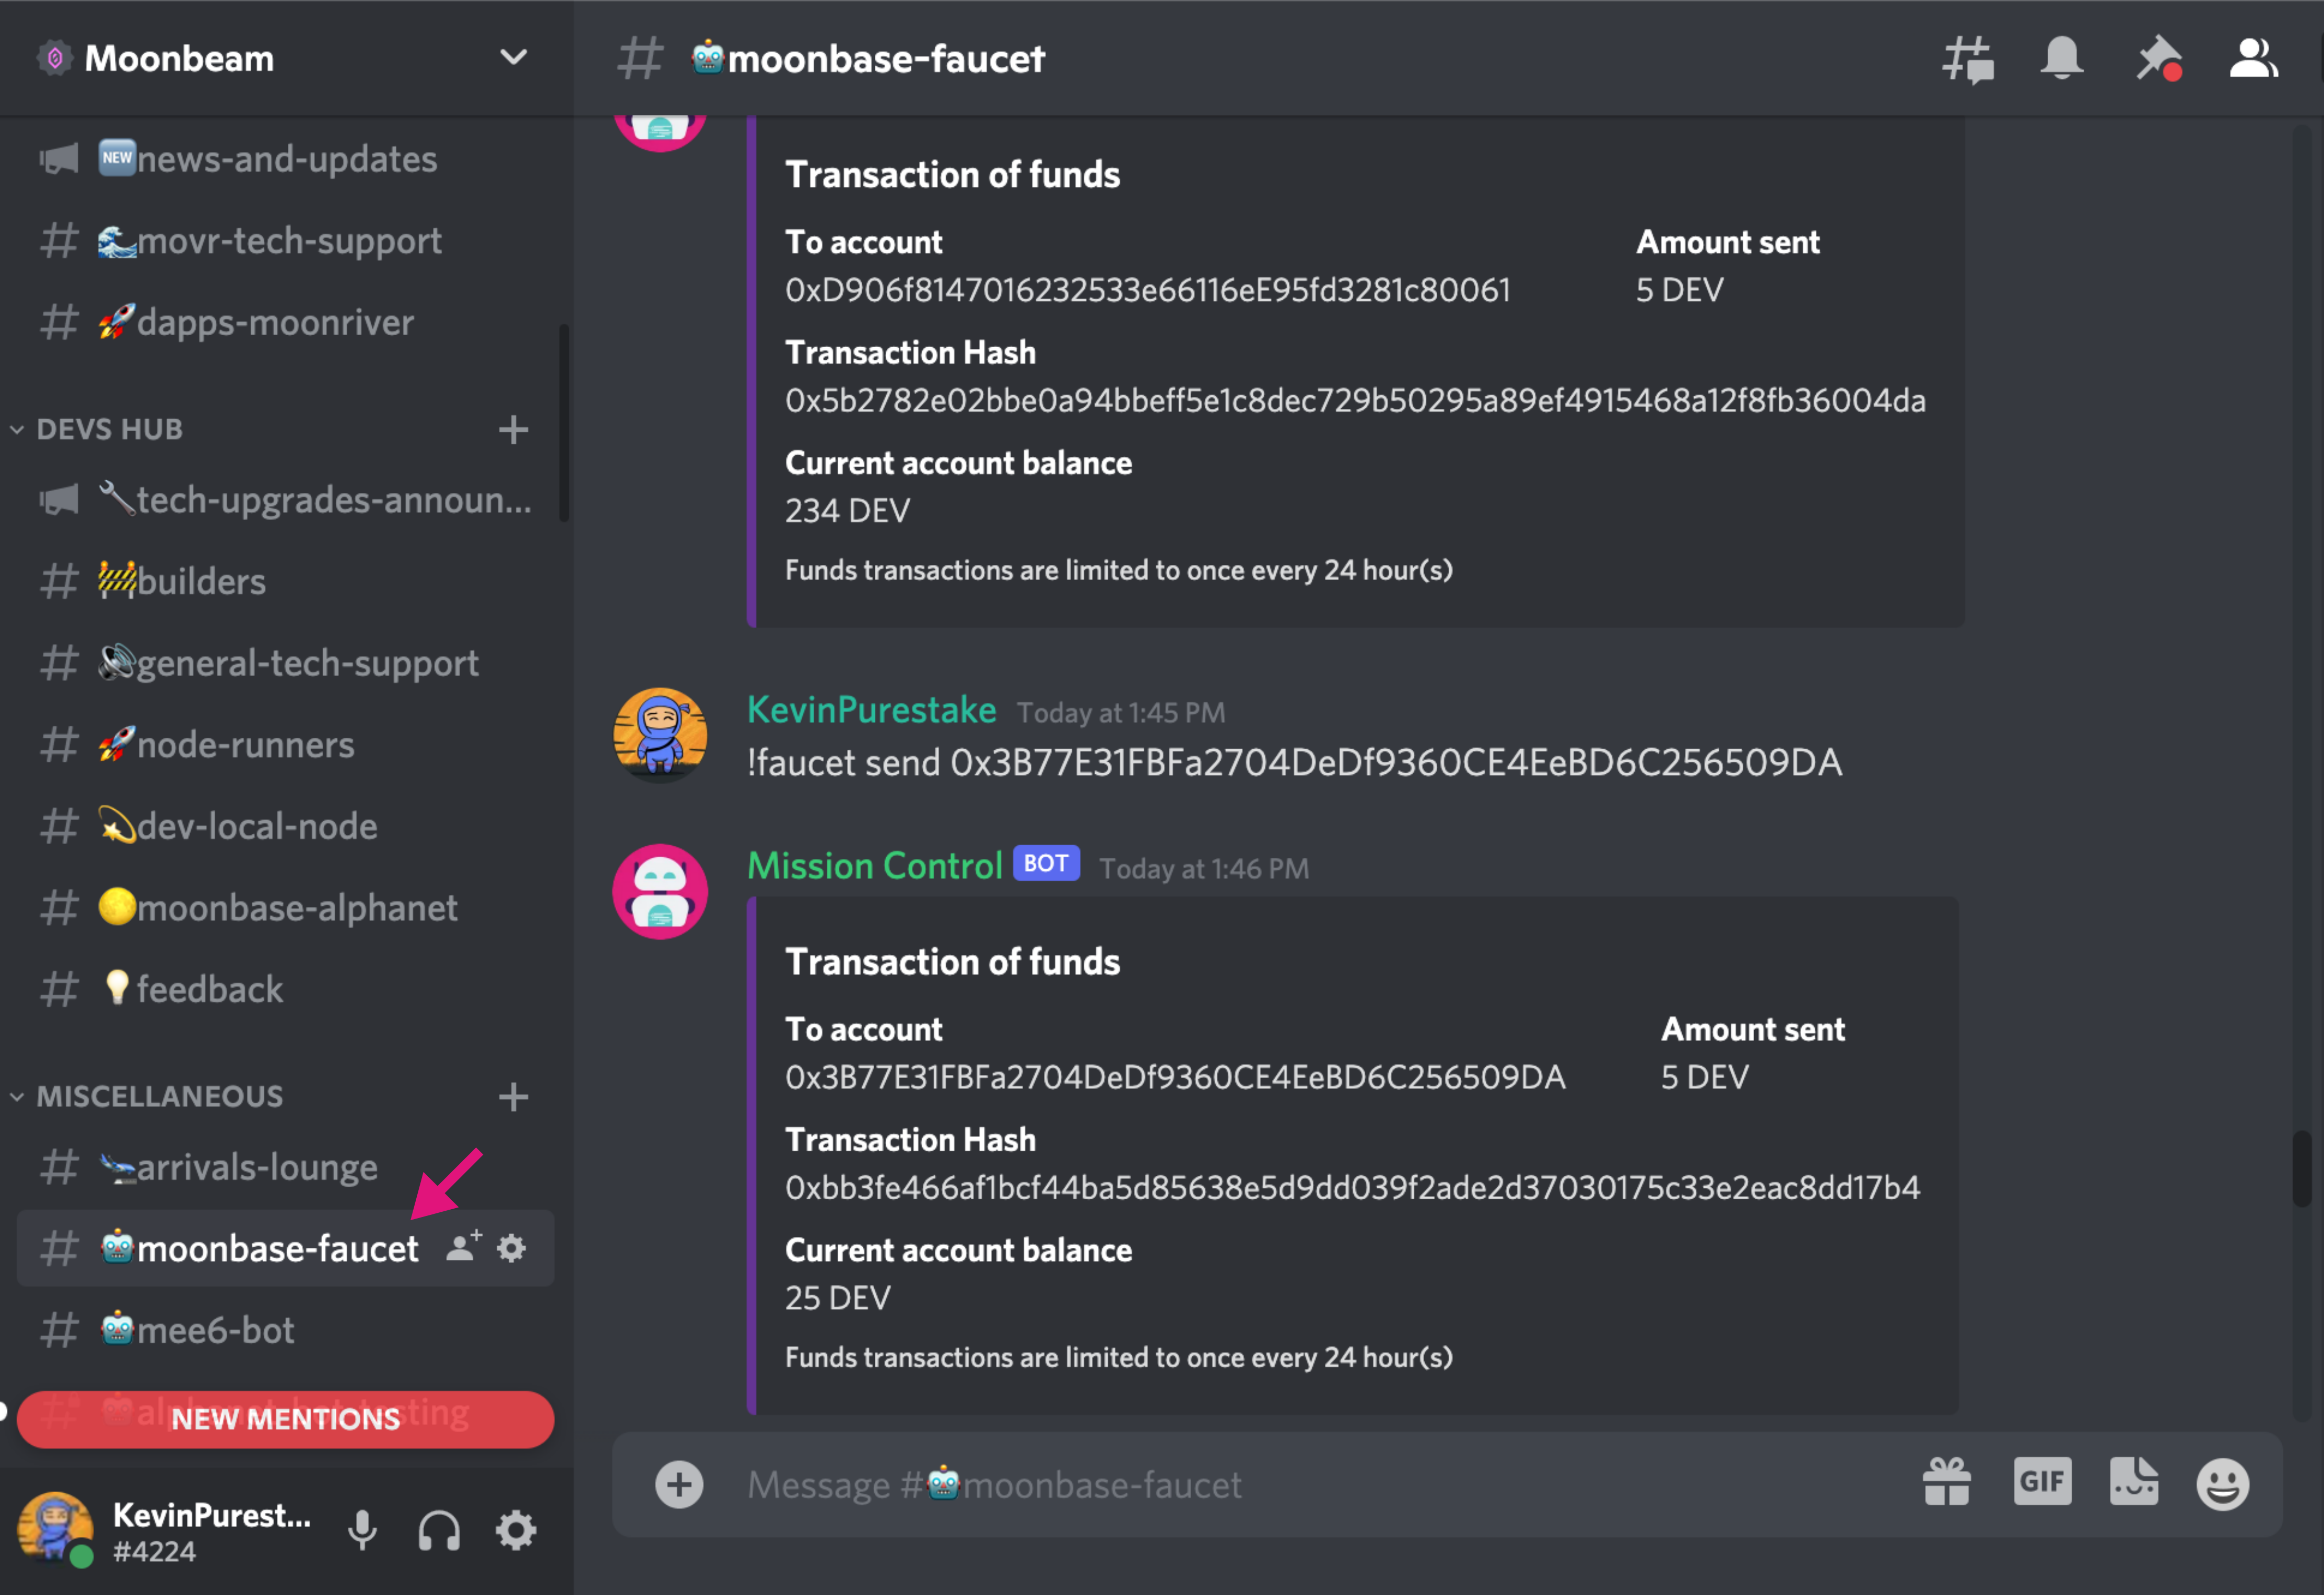 Moonbeam
NEW
news-and-updates
movr-tech-support
dapps-moonriver
DEVS HUB
tech-upgrades-announ...
builders
general-tech-support
node-runners
dev-local-node
moonbase-alphanet
feedback
MISCELLANEOUS
arrivals-lounge
moonbase-faucet
mee6-bot
NEW MENTIONS
KevinPurest...
#4224
moonbase-faucet
Transaction of funds
To account Amount sent
0xD906f8147016232533e66116eE95fd3281c80061 5 DEV
Transaction Hash
0x5b2782e02bbe0a94bbeff5e1c8dec729b50295a89ef4915468a12f8fb36004da
Current account balance
234 DEV
Funds transactions are limited to once every 24 hour(s)
KevinPurestake Today at 1:45 PM
!faucet send 0x3B77E31FBFa2704DeDf9360CE4EeBD6C256509DA
Mission Control BOT Today at 1:46 PM
Transaction of funds
To account Amount sent
0x3B77E31FBFa2704DeDf9360CE4EeBD6C256509DA 5 DEV
Transaction Hash
0xbb3fe466af1bcf44ba5d85638e5d9dd039f2ade2d37030175c33e2eac8dd17b4
Current account balance
25 DEV
Funds transactions are limited to once every 24 hour(s)
Message #🤖moonbase-faucet
GIF